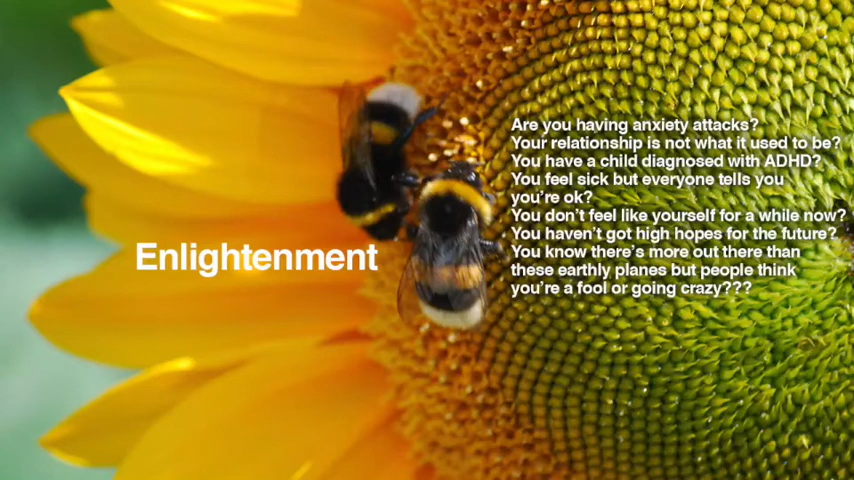 Enlightenment
Are you having anxiety attacks?
Your relationship is not what it used to be?
You have a child diagnosed with ADHD?
You feel sick but everyone tells you
you're ok?
You don't feel like yourself for a while now?
You haven't got high hopes for the future?
You know there's more out there than
these earthly planes but people think
you're a fool or going crazy???